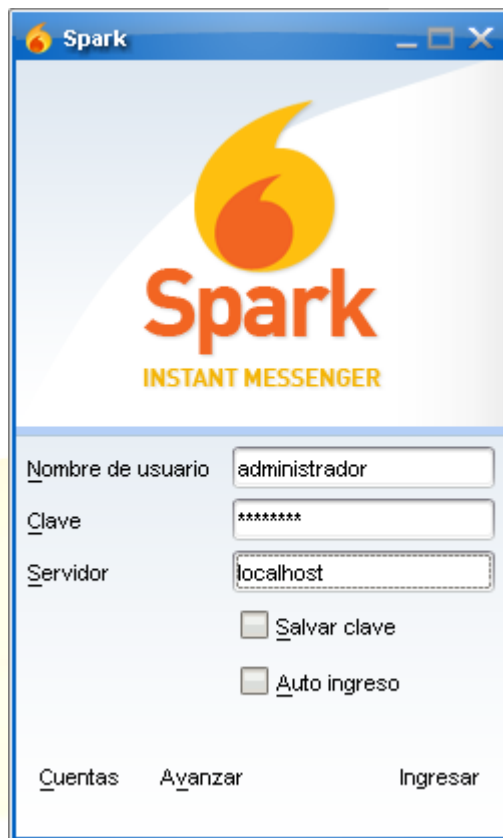 Spark
Spark
INSTANT MESSENGER
Nombre de usuario administrador
Clave ********
Servidor localhost
Salvar clave
Auto ingreso
Cuentas Avanzar Ingresar